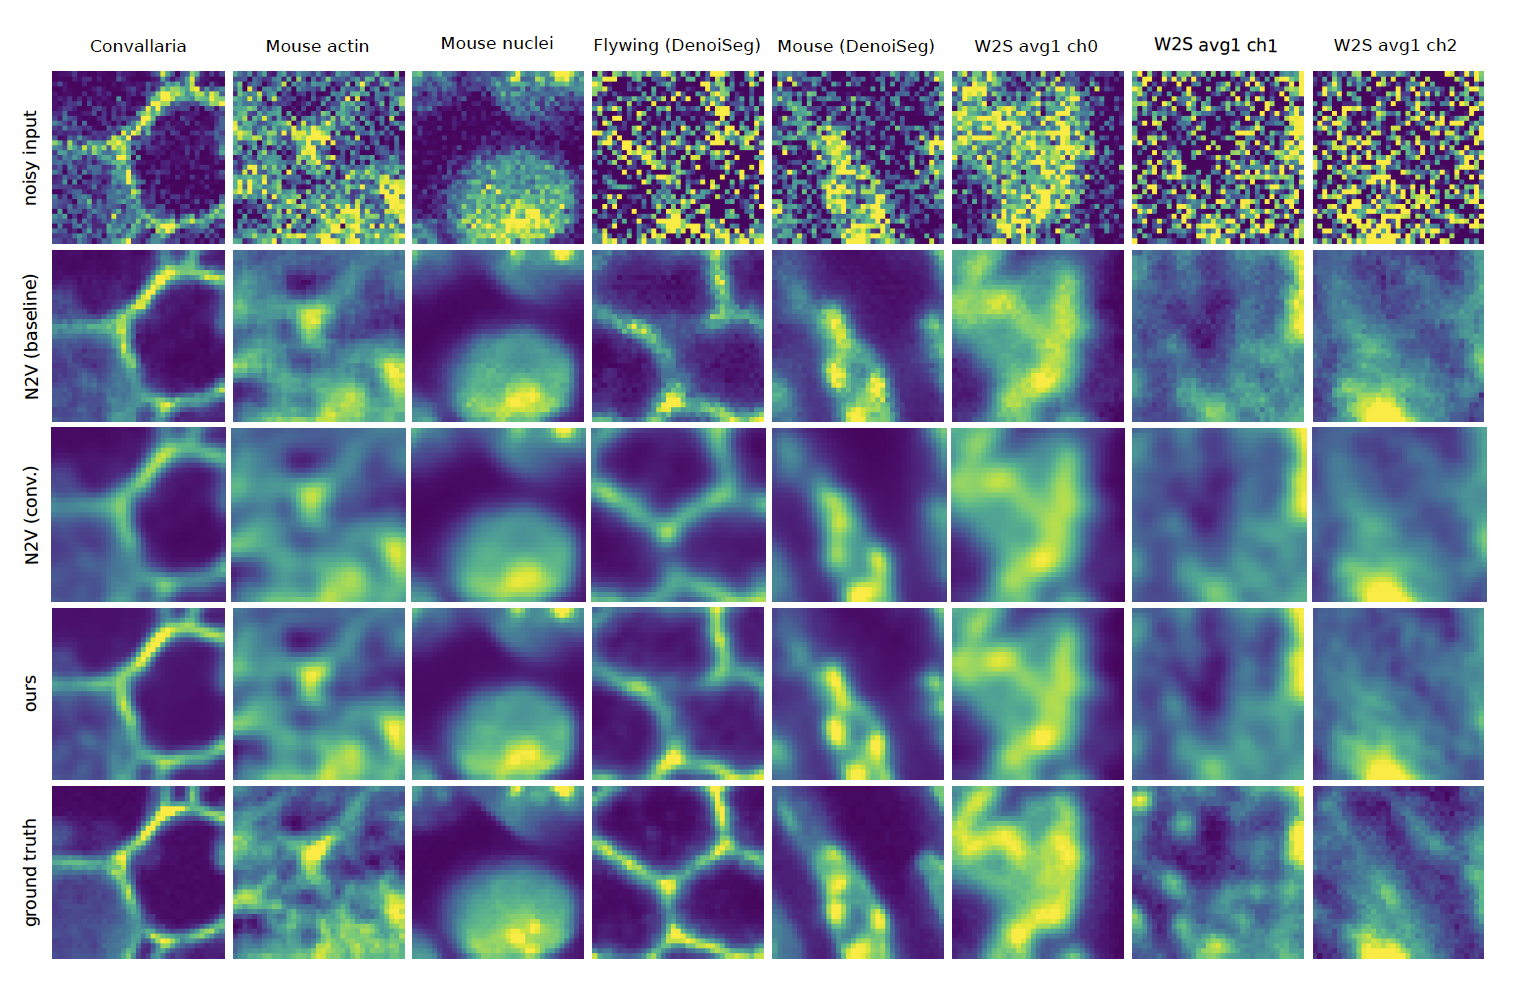 Convallaria
Mouse actin
Mouse nuclei
Flywing (DenoiSeg)
Mouse (DenoiSeg)
W2S avg1 ch0
W2S avg1 ch1
W2S avg1 ch2
noisy input
N2V (baseline)
N2V (conv.)
ours
ground truth